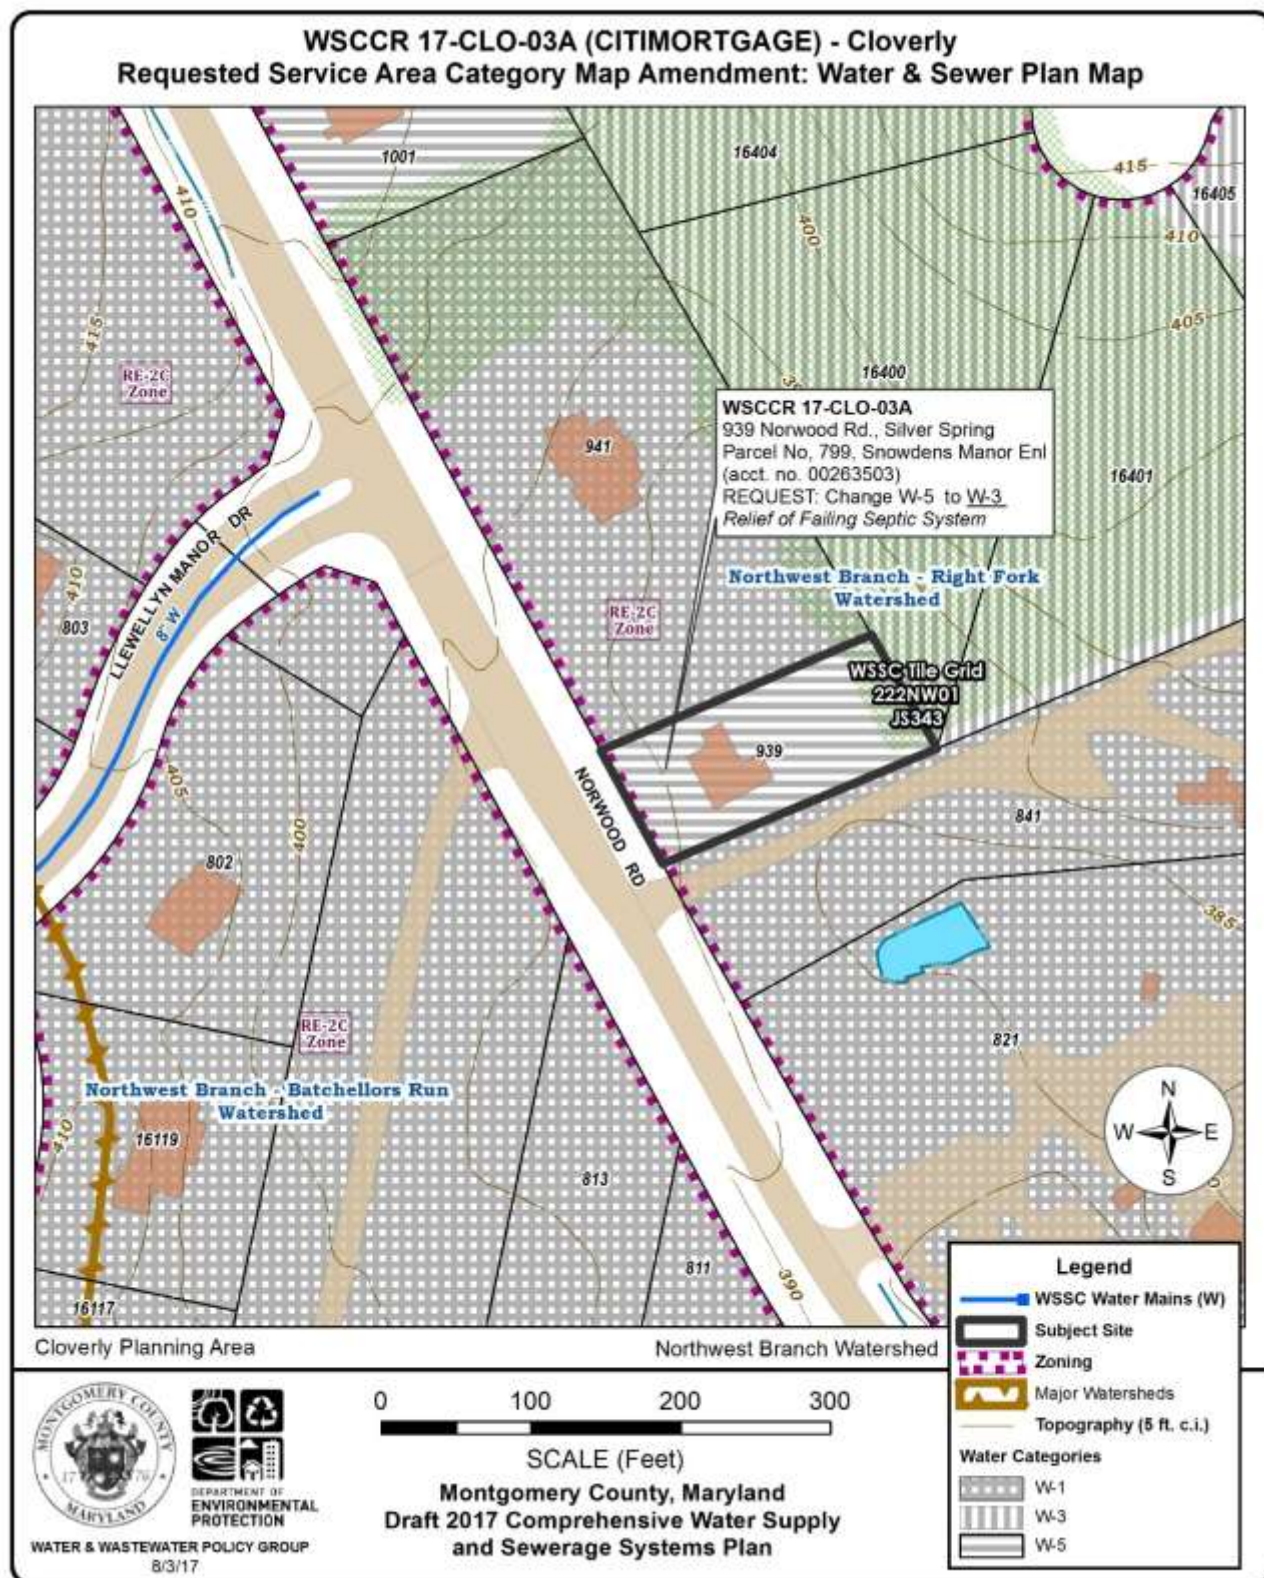 WSCCR 17-CLO-03A (CITIMORTGAGE) - Cloverly
Requested Service Area Category Map Amendment: Water & Sewer Plan Map
1001
16404
415
16405
410
400
410
415
405
RE-2C
Zone
16400
WSCCR 17-CLO-03A
939 Norwood Rd., Silver Spring
Parcel No, 799, Snowdens Manor Enl
(acct. no. 00263503)
REQUEST: Change W-5 to W-3
Relief of Failing Septic System
941
16401
LLEWELLYN MANOR DR
8" W
410
803
Northwest Branch - Right Fork
Watershed
RE-2C
Zone
WSSC Tile Grid
222NW01
JS343
939
NORWOOD RD
405
400
841
802
385
RE-2C
Zone
821
Northwest Branch - Batchellors Run
Watershed
410
16119
N
W
E
S
813
811
390
16117
Cloverly Planning Area
Northwest Branch Watershed
Legend
WSSC Water Mains (W)
Subject Site
Zoning
Major Watersheds
Topography (5 ft. c.i.)
Water Categories
W-1
W-3
W-5
MONTGOMERY COUNTY
17 76
MARYLAND
DEPARTMENT OF
ENVIRONMENTAL
PROTECTION
WATER & WASTEWATER POLICY GROUP
8/3/17
0 100 200 300
SCALE (Feet)
Montgomery County, Maryland
Draft 2017 Comprehensive Water Supply
and Sewerage Systems Plan